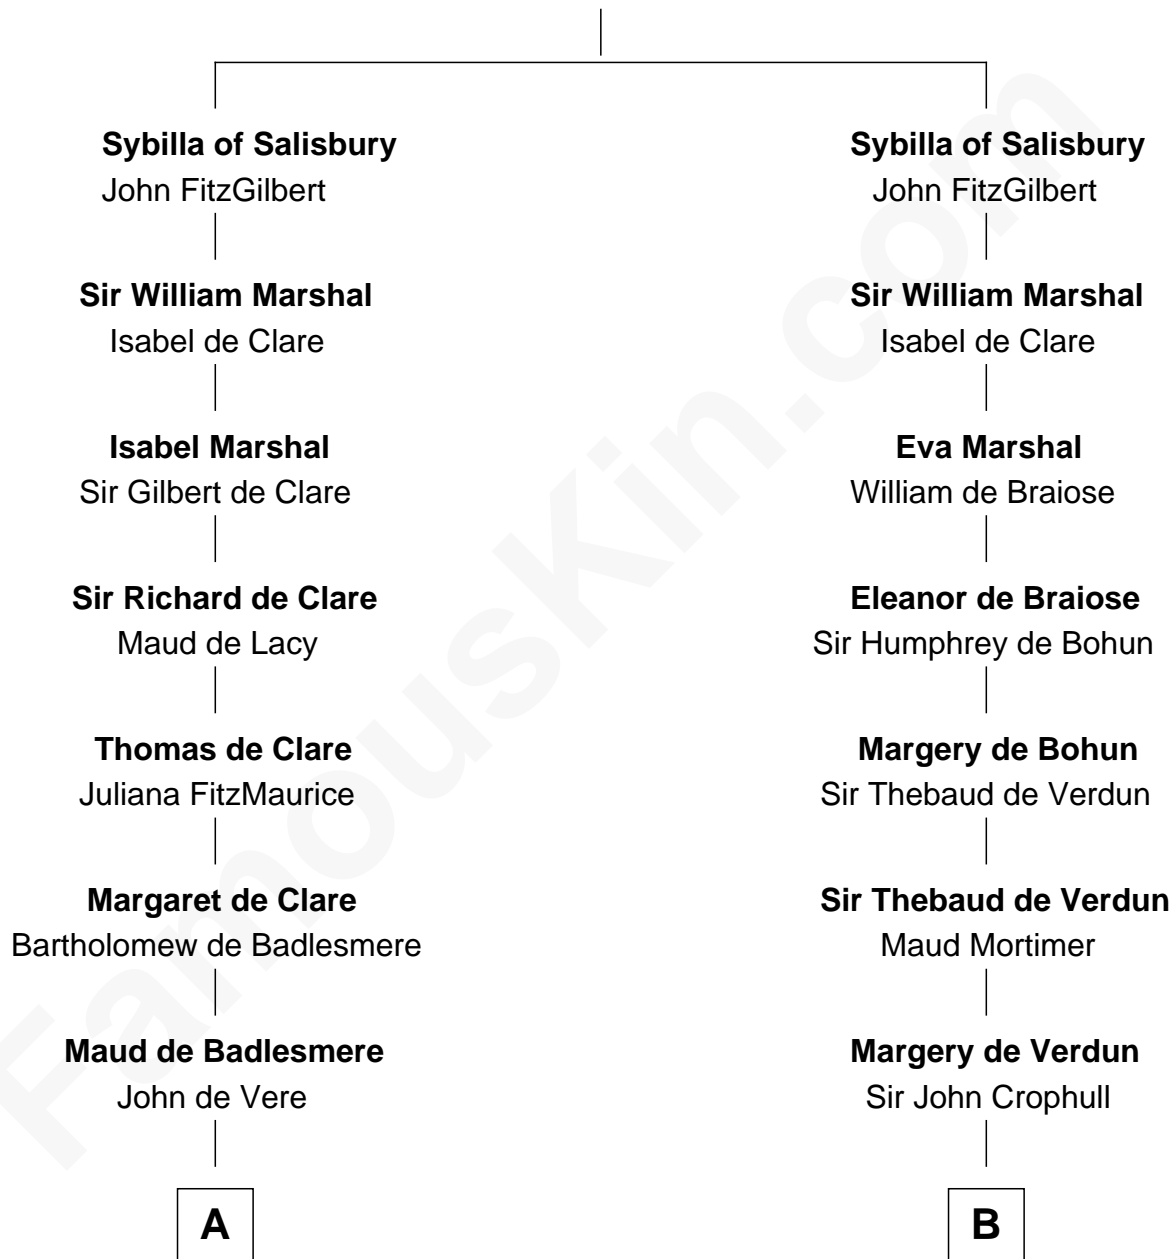 Sybilla of Salisbury
John FitzGilbert
Sir William Marshal
Isabel de Clare
Isabel Marshal
Sir Gilbert de Clare
Sir Richard de Clare
Maud de Lacy
Thomas de Clare
Juliana FitzMaurice
Margaret de Clare
Bartholomew de Badlesmere
Maud de Badlesmere
John de Vere
A
Sybilla of Salisbury
John FitzGilbert
Sir William Marshal
Isabel de Clare
Eva Marshal
William de Braiose
Eleanor de Braiose
Sir Humphrey de Bohun
Margery de Bohun
Sir Thebaud de Verdun
Sir Thebaud de Verdun
Maud Mortimer
Margery de Verdun
Sir John Crophull
B
FamousKin.com